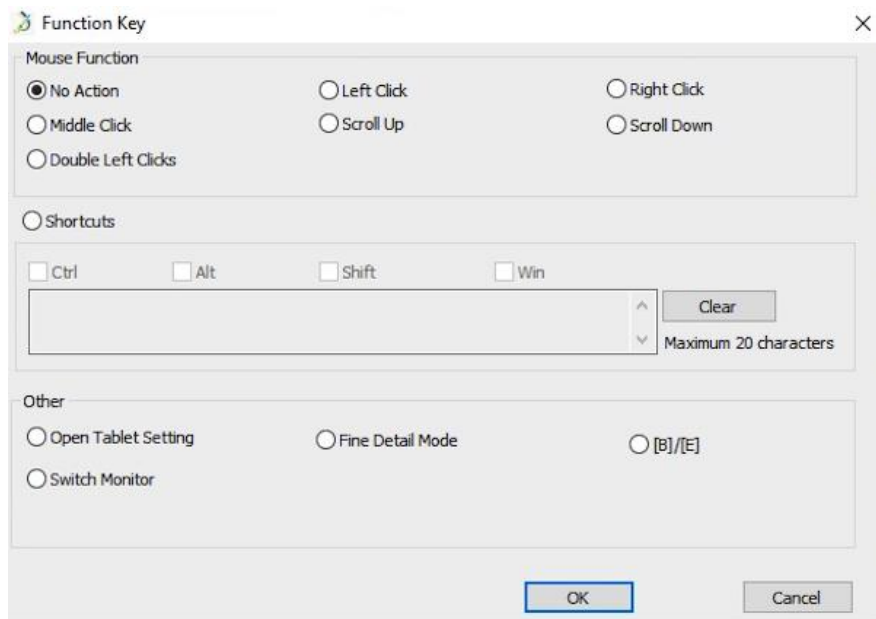 Function Key
Mouse Function
No Action Left Click Right Click
Middle Click Scroll Up Scroll Down
Double Left Clicks
Shortcuts
Ctrl Alt Shift Win
Clear
Maximum 20 characters
Other
Open Tablet Setting Fine Detail Mode [B]/[E]
Switch Monitor
OK Cancel